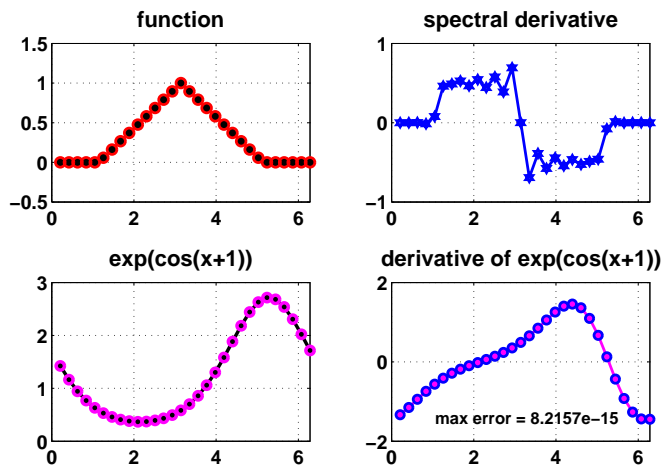 function
1.5
1
0.5
0
−0.5
0 2 4 6
spectral derivative
1
0
−1
0 2 4 6
exp(cos(x+1))
3
2
1
0
0 2 4 6
derivative of exp(cos(x+1))
2
0
−2
max error = 8.2157e−15
0 2 4 6